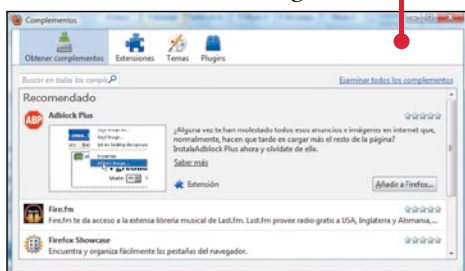 Complementos
Obtener complementos Extensiones Temas Plugins
Buscar en todos los comple Examinar todos los complementos
Recomendado
ABP Adblock Plus
¿Alguna vez te han molestado todos esos anuncios e imágenes en internet que,
normalmente, hacen que tarde en cargar más el resto de la página?
InstalaAdblock Plus ahora y olvídate de ello.
Saber más
Extensión Añadir a Firefox...
Fire.fm
Fire.fm te da acceso a la extensa librería musical de Last.fm. Last.fm provee radio gratis a USA, Inglaterra y Alemania, ...
Firefox Showcase
Encuentra y organiza fácilmente las pestañas del navegador.